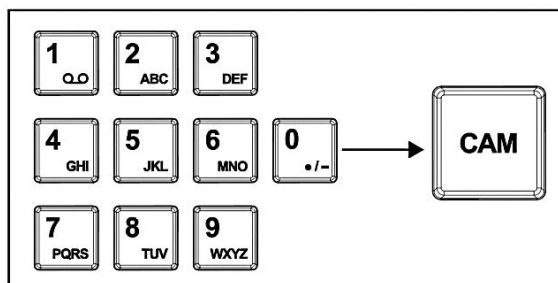 1 2 ABC 3 DEF
4 GHI 5 JKL 6 MNO 0 •/– CAM
7 PQRS 8 TUV 9 WXYZ